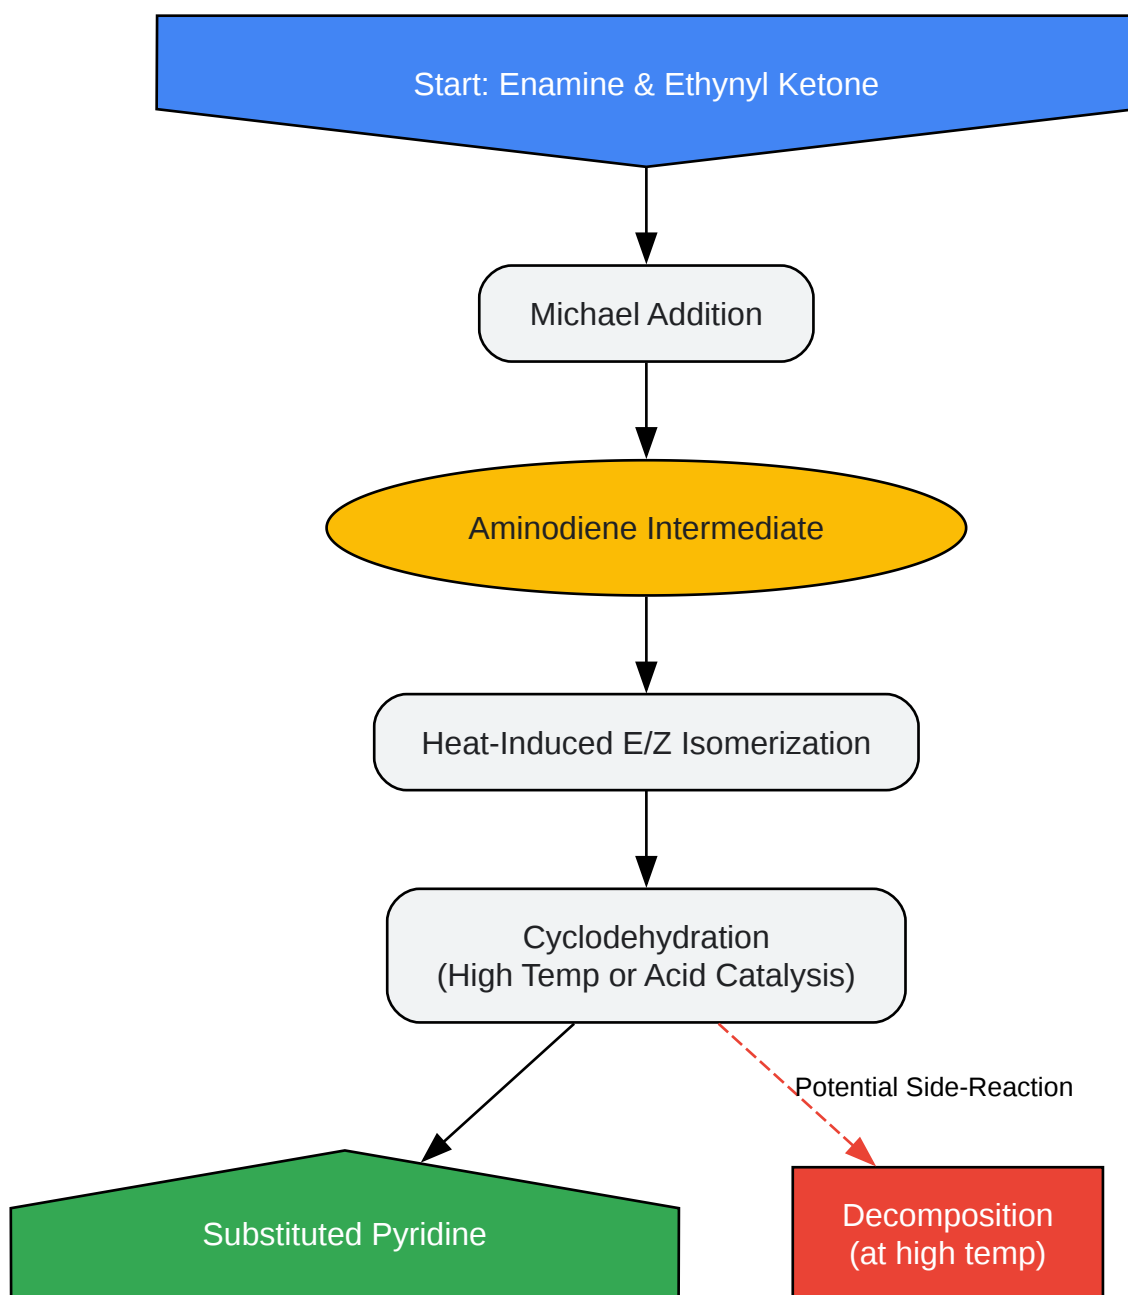 Start: Enamine & Ethynyl Ketone
Michael Addition
Aminodiene Intermediate
Heat-Induced E/Z Isomerization
Cyclodehydration
(High Temp or Acid Catalysis)
Potential Side-Reaction
Substituted Pyridine
Decomposition
(at high temp)